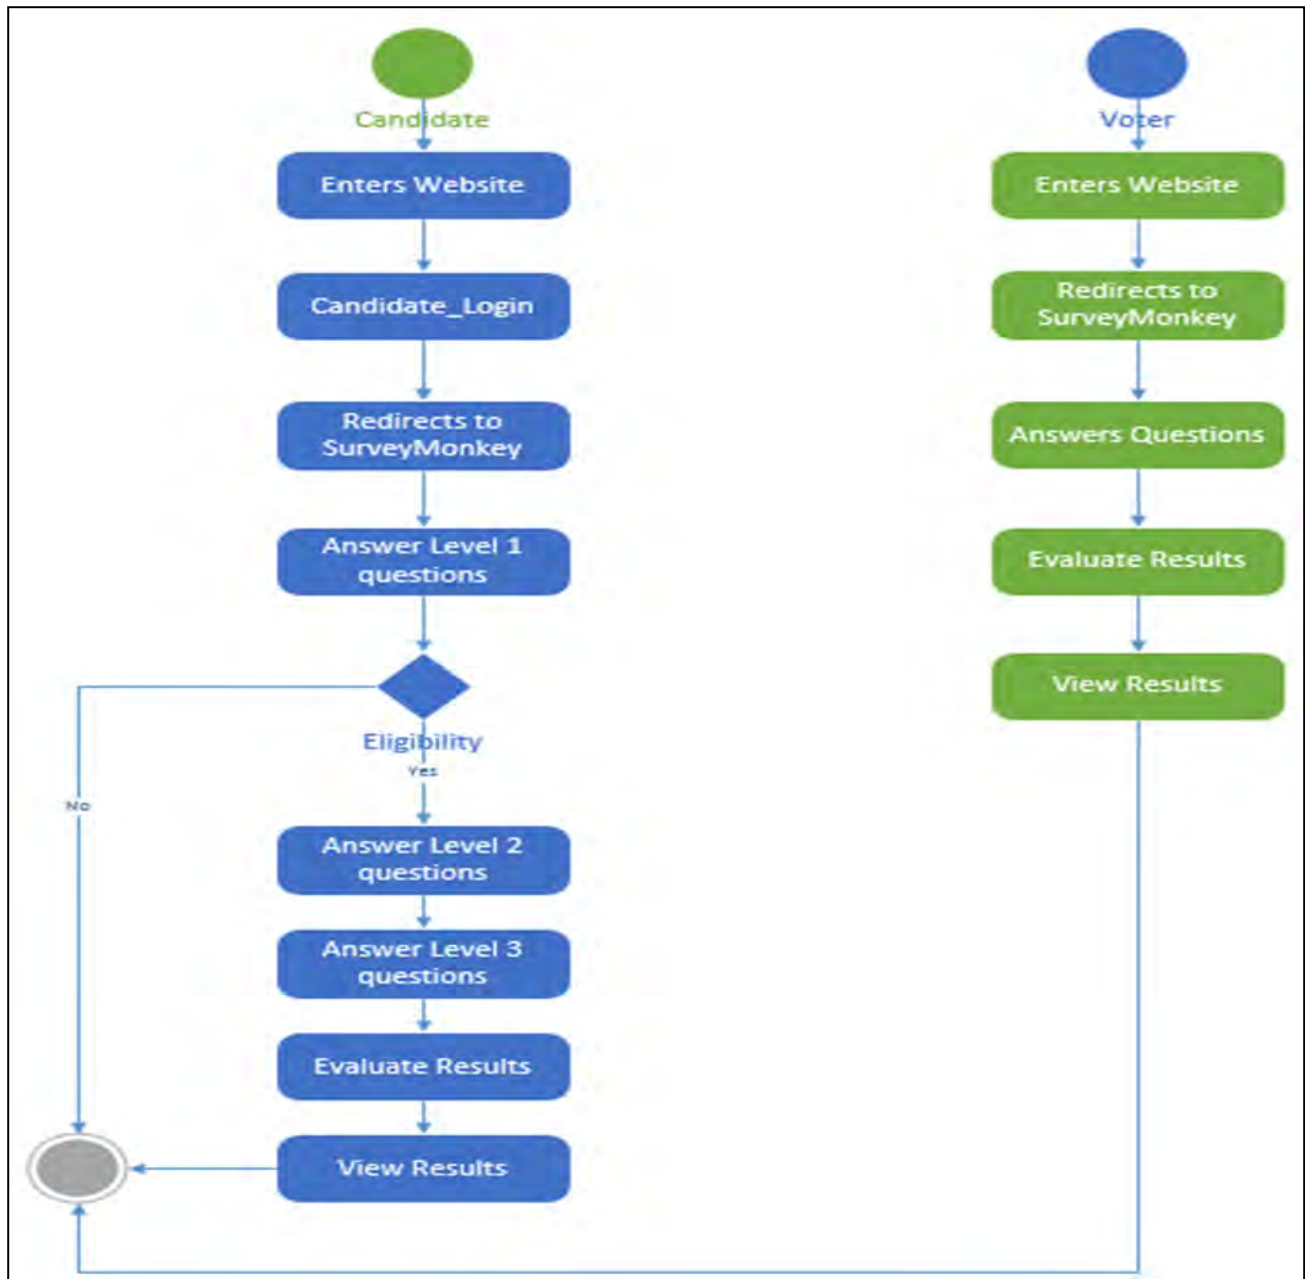 Candidate
Enters Website
Candidate_Login
Redirects to
SurveyMonkey
Answer Level 1
questions
Eligibility
Yes
No
Answer Level 2
questions
Answer Level 3
questions
Evaluate Results
View Results
Voter
Enters Website
Redirects to
SurveyMonkey
Answers Questions
Evaluate Results
View Results